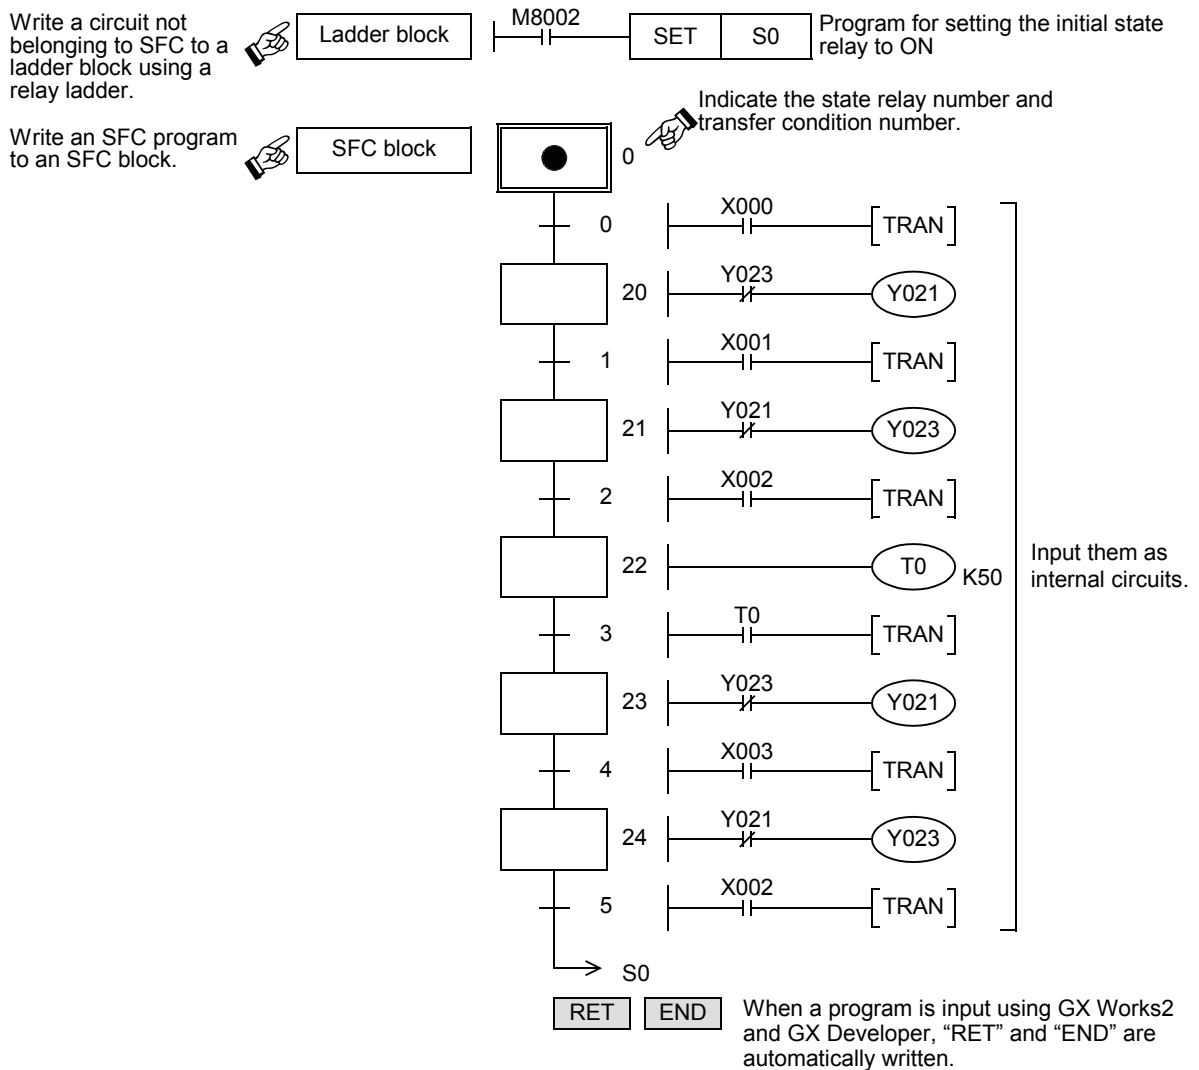 Write a circuit not
belonging to SFC to a
ladder block using a
relay ladder.
Ladder block
M8002
SET S0
Program for setting the initial state
relay to ON
Indicate the state relay number and
transfer condition number.
Write an SFC program
to an SFC block.
SFC block
0
0 X000 TRAN
20 Y023 Y021
1 X001 TRAN
21 Y021 Y023
2 X002 TRAN
22 T0 K50
Input them as
internal circuits.
3 T0 TRAN
23 Y023 Y021
4 X003 TRAN
24 Y021 Y023
5 X002 TRAN
S0
RET END
When a program is input using GX Works2
and GX Developer, “RET” and “END” are
automatically written.